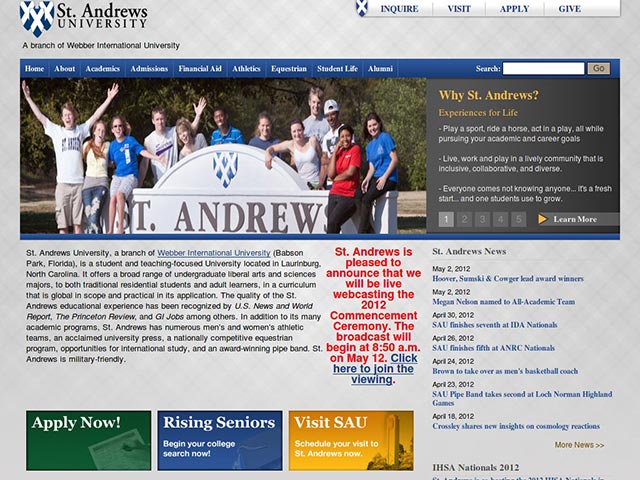 St. Andrews
UNIVERSITY
INQUIRE VISIT APPLY GIVE
A branch of Webber International University
Home About Academics Admissions Financial Aid Athletics Equestrian Student Life Alumni Search: Go
ST. ANDREWS
Why St. Andrews?
Experiences for Life
- Play a sport, ride a horse, act in a play, all while
pursuing your academic and career goals
- Live, work and play in a lively community that is
inclusive, collaborative, and diverse.
- Everyone comes not knowing anyone... it's a fresh
start... and one students use to grow.
1 2 3 4 5 Learn More
St. Andrews University, a branch of Webber International University (Babson
Park, Florida), is a student and teaching-focused University located in Laurinburg,
North Carolina. It offers a broad range of undergraduate liberal arts and sciences
majors, to both traditional residential students and adult learners, in a
curriculum that is global in scope and practical in its application. The quality of the St.
Andrews educational experience has been recognized by U.S. News and World
Report, The Princeton Review, and GI Jobs among others. In addition to its many
academic programs, St. Andrews has numerous men's and women's athletic
teams, an acclaimed university press, a nationally competitive equestrian
program, opportunities for international study, and an award-winning pipe band. St.
Andrews is military-friendly.
St. Andrews is
pleased to
announce that we
will be live
webcasting the
2012
Commencement
Ceremony. The
broadcast will
begin at 8:50 a.m.
on May 12. Click
here to join the
viewing.
St. Andrews News
May 2, 2012
Hoover, Sumski & Cowger lead award winners
May 2, 2012
Megan Nelson named to All-Academic Team
April 30, 2012
SAU finishes seventh at IDA Nationals
April 26, 2012
SAU finishes fifth at ANRC Nationals
April 24, 2012
Brown to take over as men's basketball coach
April 23, 2012
SAU Pipe Band takes second at Loch Norman Highland
Games
April 18, 2012
Crossley shares new insights on cosmology reactions
More News >>
IHSA Nationals 2012
Apply Now!
Rising Seniors
Begin your college
search now!
Visit SAU
Schedule your visit to
St. Andrews now.